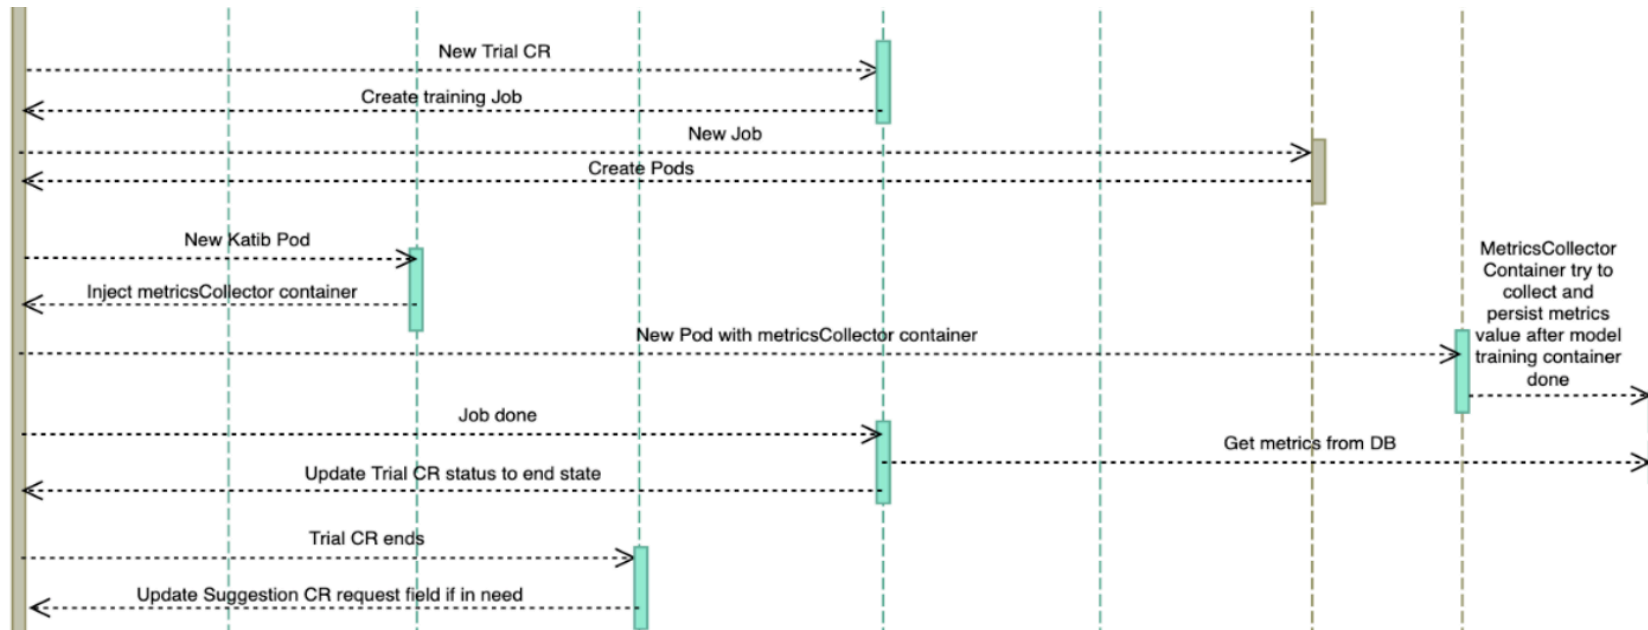 New Trial CR
Create training Job
New Job
Create Pods
New Katib Pod
Inject metricsCollector container
New Pod with metricsCollector container
MetricsCollector
Container try to
collect and
persist metrics
value after model
training container
done
Job done
Get metrics from DB
Update Trial CR status to end state
Trial CR ends
Update Suggestion CR request field if in need